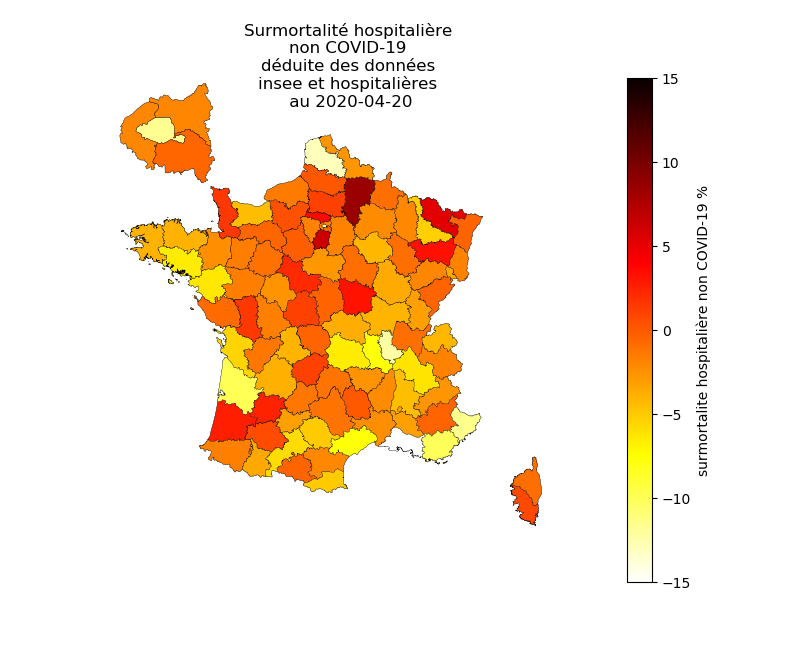 Surmortalité hospitalière
non COVID-19
déduite des données
insee et hospitalières
au 2020-04-20
15
10
5
0
−5
−10
−15
surmortalite hospitalière non COVID-19 %